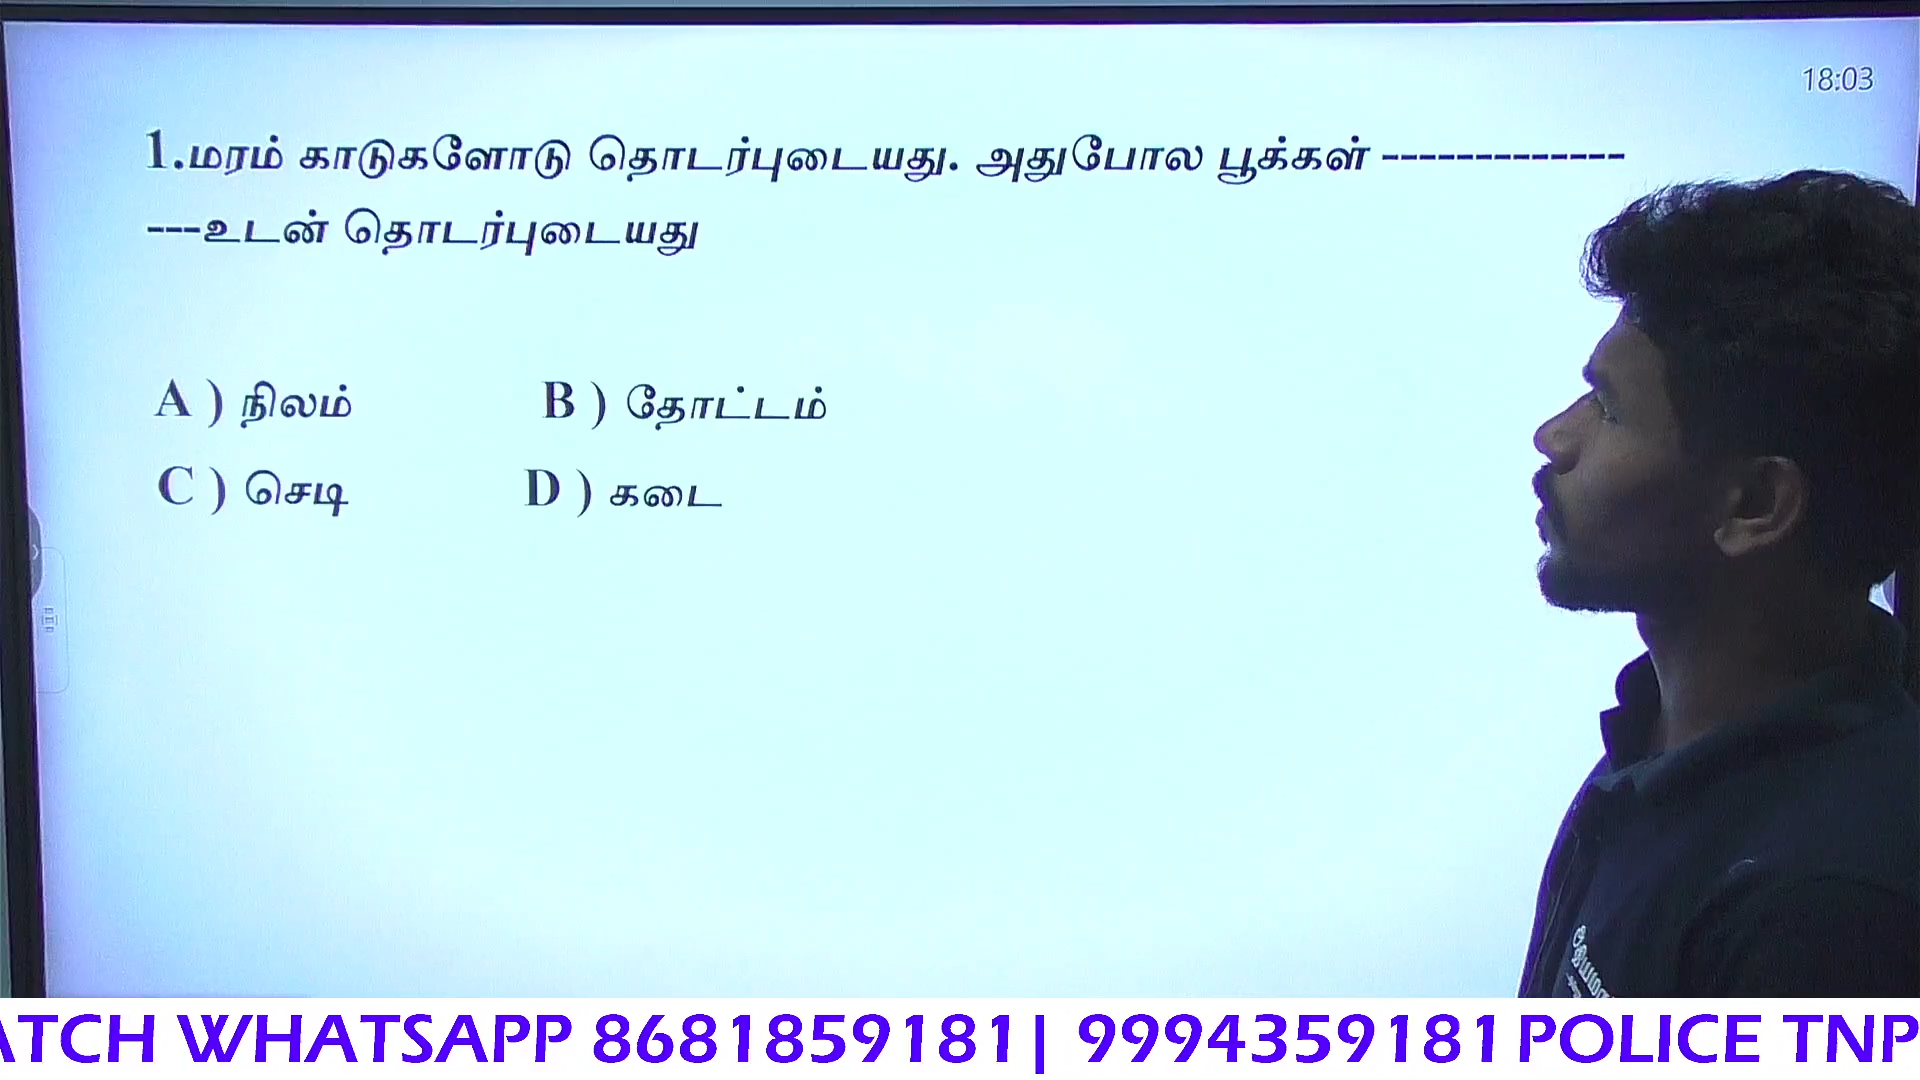 18:03
1.மரம் காடுகளோடு தொடர்புடையது. அதுபோல பூக்கள் -------------
---உடன் தொடர்புடையது
A ) நிலம் B ) தோட்டம்
C ) செடி D ) கடை
ATCH WHATSAPP 8681859181| 9994359181 POLICE TNP